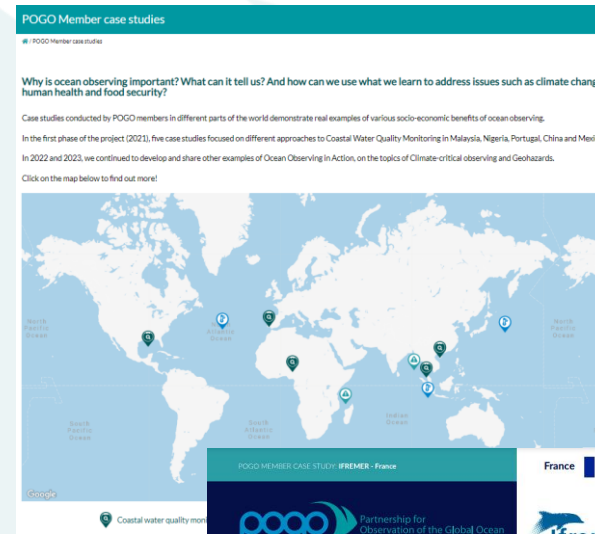 POGO Member case studies
/ POGO Member case studies
Why is ocean observing important? What can it tell us? And how can we use what we learn to address issues such as climate chang
human health and food security?
Case studies conducted by POGO members in different parts of the world demonstrate real examples of various socio-economic benefits of ocean observing.
In the first phase of the project (2021), five case studies focused on different approaches to Coastal Water Quality Monitoring in Malaysia, Nigeria, Portugal, China and Mexi
In 2022 and 2023, we continued to develop and share other examples of Ocean Observing in Action, on the topics of Climate-critical observing and Geohazards.
Click on the map below to find out more!
North
Pacific
Ocean
Atlantic
Ocean
North
Pacific
Ocean
South
Pacific
Ocean
South
Atlantic
Ocean
Indian
Ocean
Google
Coastal water quality moni
POGO MEMBER CASE STUDY: IFREMER - France
France
pogo
Partnership for
Observation of the Global Ocean
Ifrem